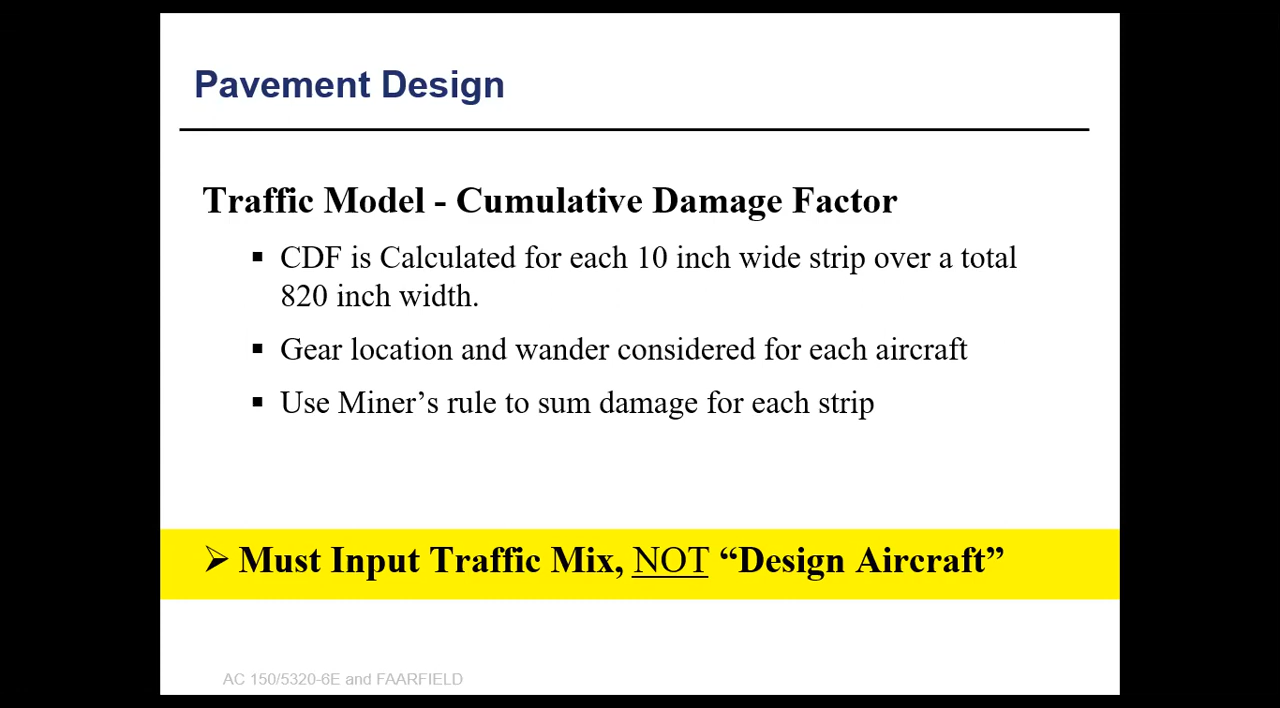 Pavement Design
Traffic Model - Cumulative Damage Factor
▪ CDF is Calculated for each 10 inch wide strip over a total
820 inch width.
▪ Gear location and wander considered for each aircraft
▪ Use Miner’s rule to sum damage for each strip
➢ Must Input Traffic Mix, NOT “Design Aircraft”
AC 150/5320-6E and FAARFIELD